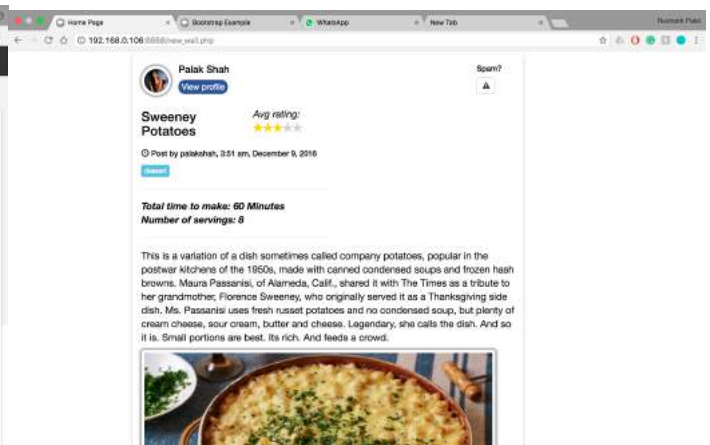 Home Page
Bootstrap Example
WhatsApp
New Tab
192.168.0.106:8888/new_wall.php
Palak Shah
View profile
Spam?
Sweeney
Potatoes
Avg rating:
Post by palakshah, 3:51 am, December 9, 2016
Total time to make: 60 Minutes
Number of servings: 8
This is a variation of a dish sometimes called company potatoes, popular in the
postwar kitchens of the 1950s, made with canned condensed soups and frozen hash
browns. Maura Passanisi, of Alameda, Calif., shared it with The Times as a tribute to
her grandmother, Florence Sweeney, who originally served it as a Thanksgiving side
dish. Ms. Passanisi uses fresh russet potatoes and no condensed soup, but plenty of
cream cheese, sour cream, butter and cheese. Legendary, she calls the dish. And so
it is. Small portions are best. Its rich. And feeds a crowd.